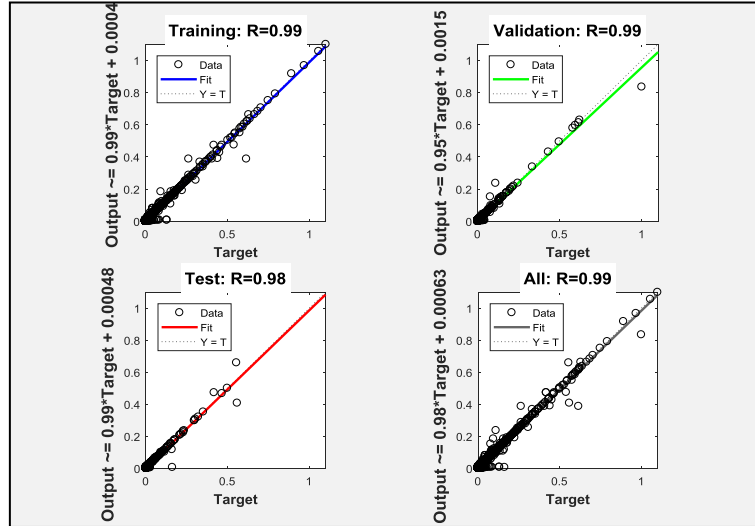 Training: R=0.99
Output ~= 0.99*Target + 0.0004
Data
Fit
Y = T
1
0.8
0.6
0.4
0.2
0
0
0.5
1
Target
Validation: R=0.99
Output ~= 0.95*Target + 0.0015
Data
Fit
Y = T
1
0.8
0.6
0.4
0.2
0
0
0.5
1
Target
Test: R=0.98
Output ~= 0.99*Target + 0.00048
Data
Fit
Y = T
1
0.8
0.6
0.4
0.2
0
0
0.5
1
Target
All: R=0.99
Output ~= 0.98*Target + 0.00063
Data
Fit
Y = T
1
0.8
0.6
0.4
0.2
0
0
0.5
1
Target